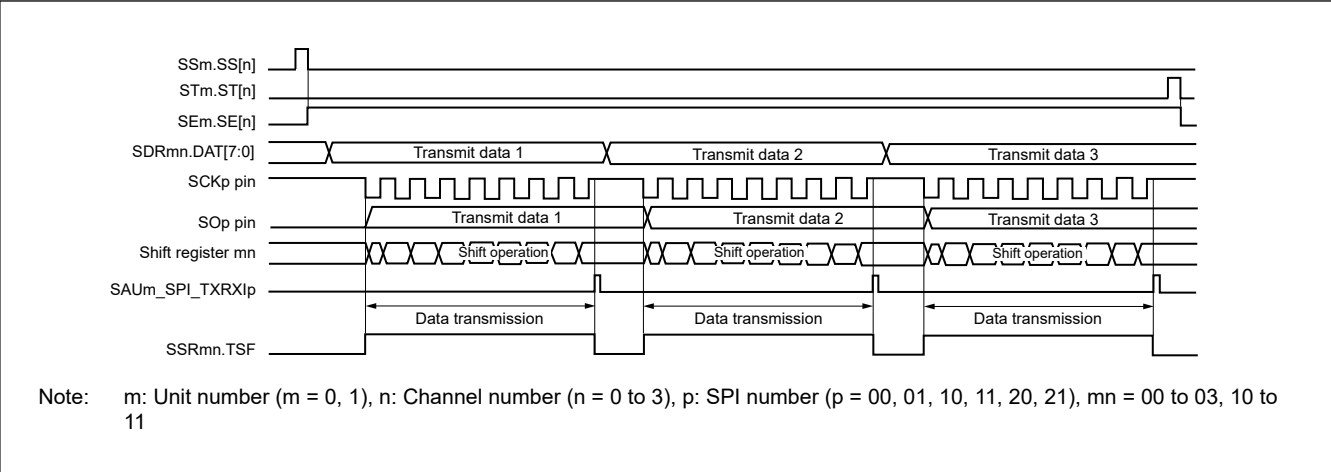 SSm.SS[n]
STm.ST[n]
SEm.SE[n]
SDRmn.DAT[7:0] Transmit data 1 Transmit data 2 Transmit data 3
SCKp pin
SOp pin Transmit data 1 Transmit data 2 Transmit data 3
Shift register mn Shift operation Shift operation Shift operation
SAUm_SPI_TXRXIp
Data transmission Data transmission Data transmission
SSRmn.TSF
Note: m: Unit number (m = 0, 1), n: Channel number (n = 0 to 3), p: SPI number (p = 00, 01, 10, 11, 20, 21), mn = 00 to 03, 10 to
11